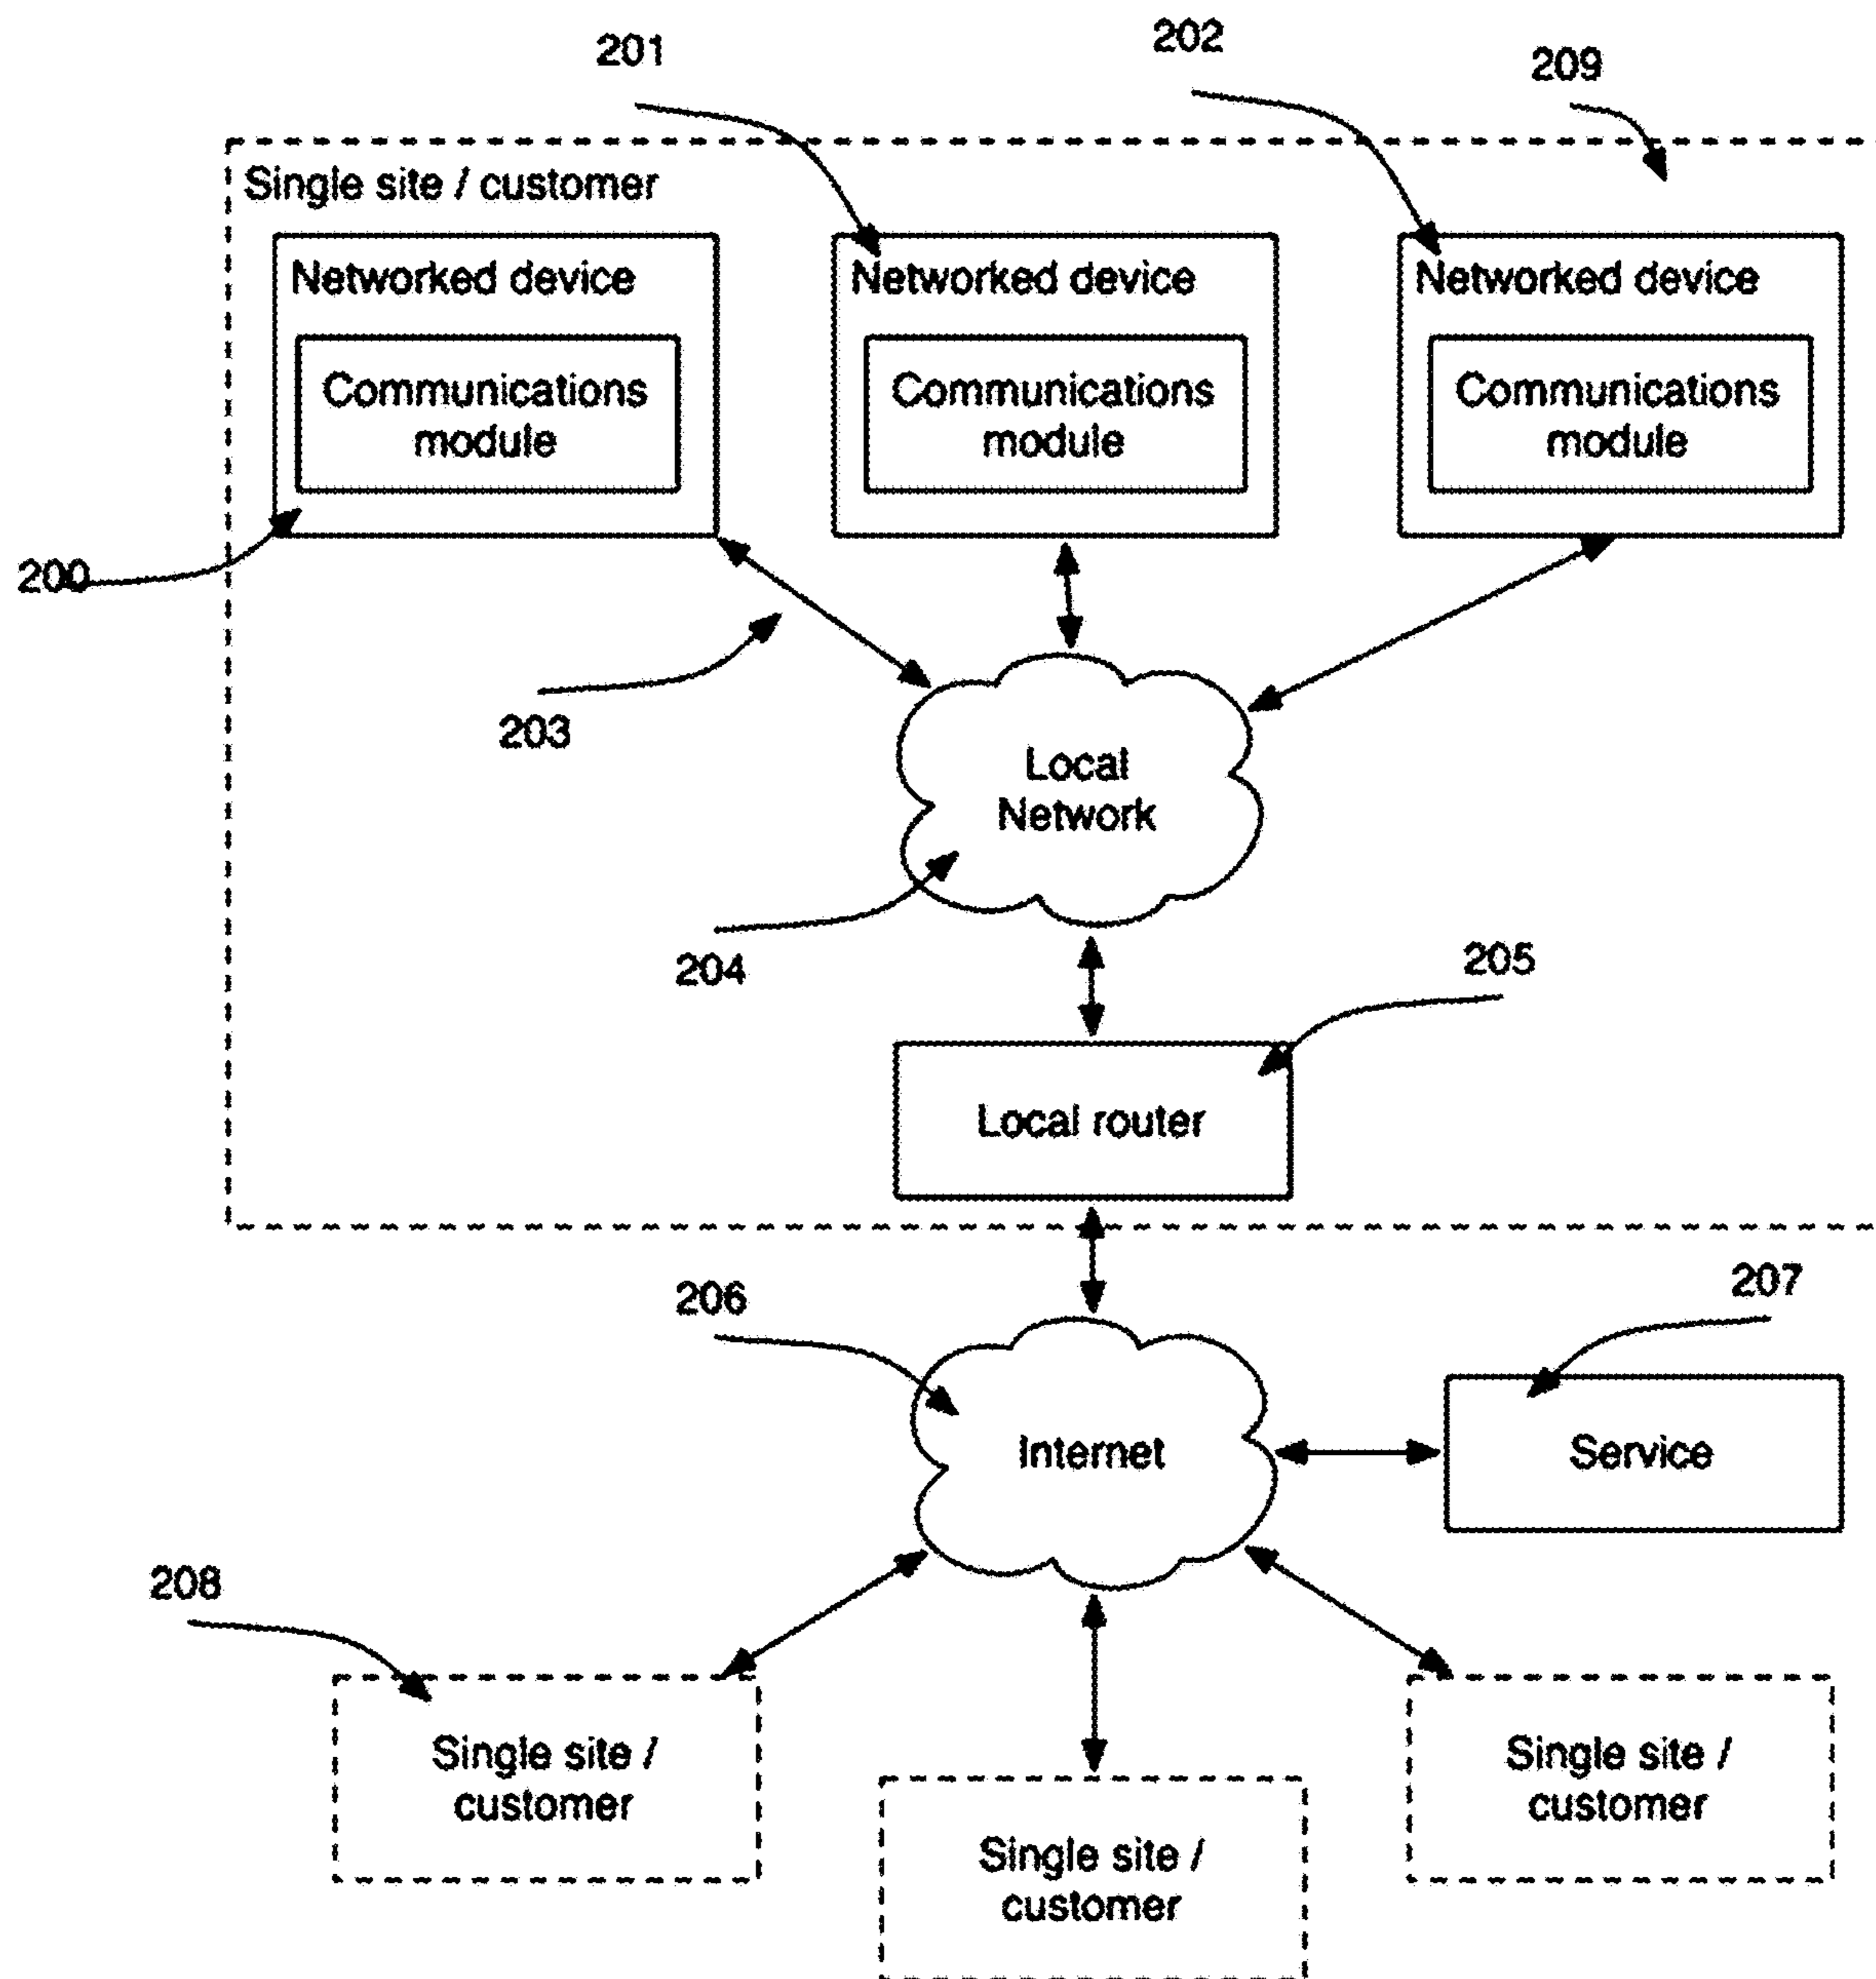 201
202
209
Single site / customer
Networked device
Networked device
Networked device
Communications
module
Communications
module
Communications
module
200
203
Local
Network
204
205
Local router
206
207
Internet
Service
208
Single site /
customer
Single site /
customer
Single site /
customer